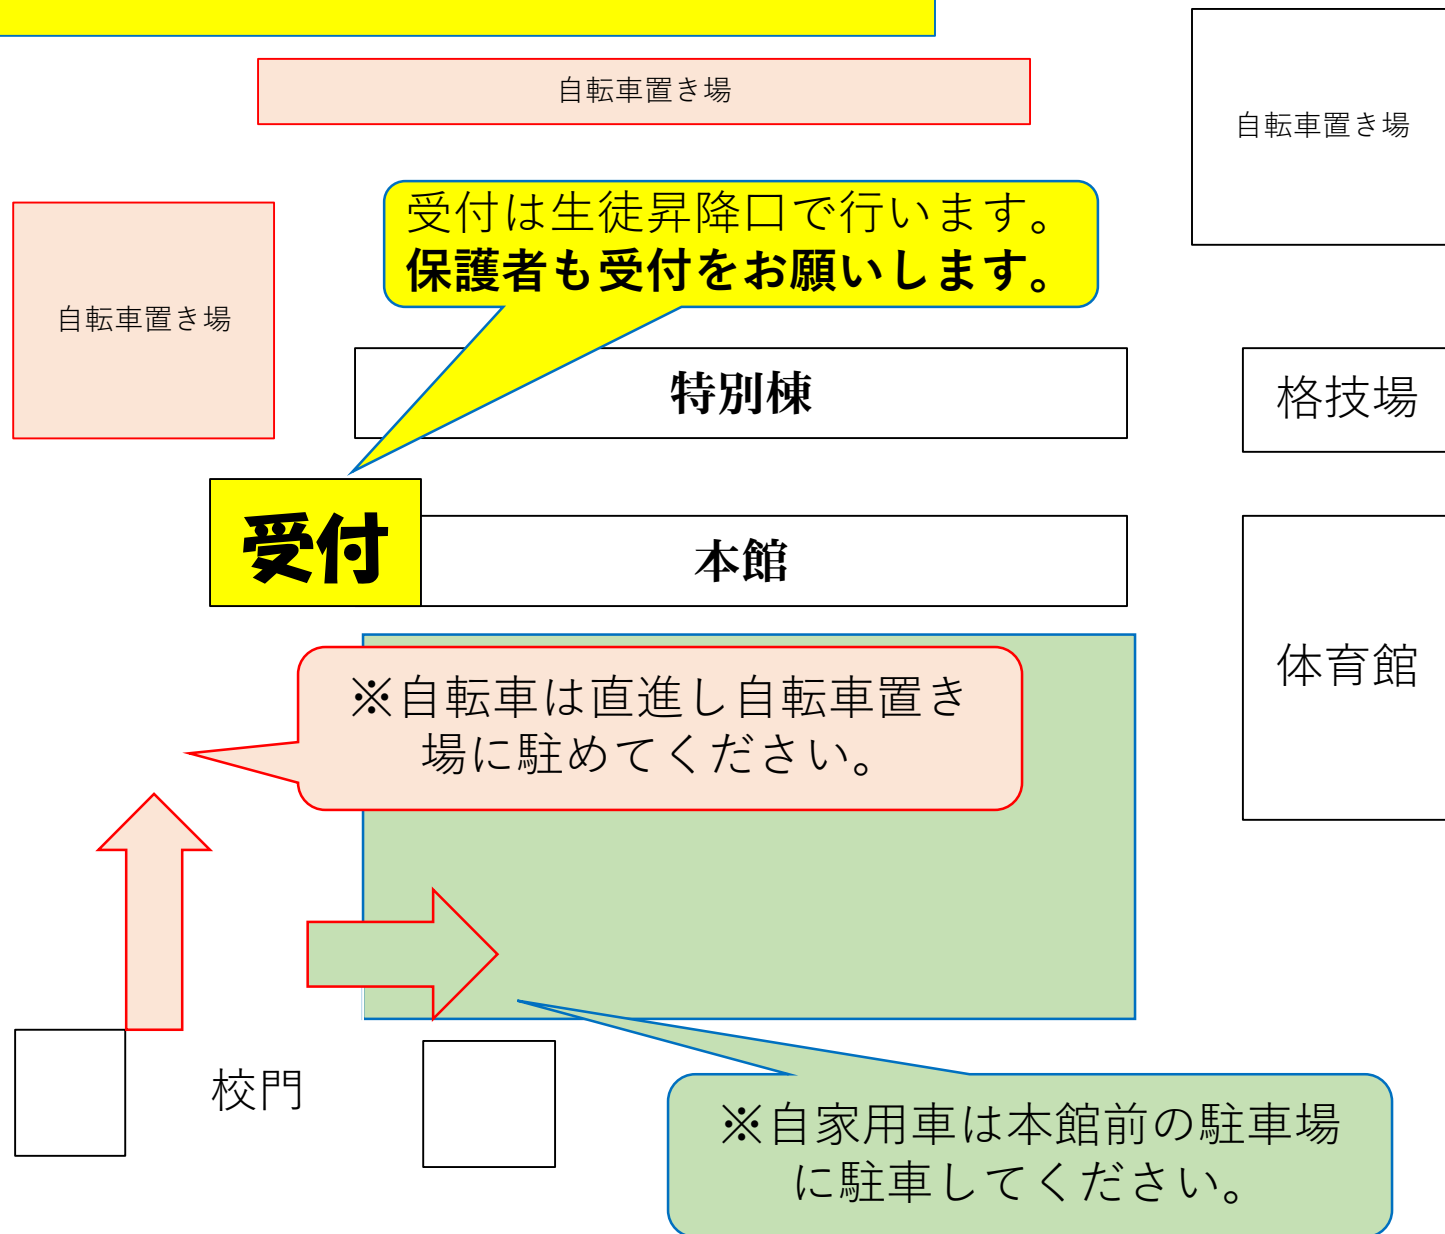 自転車置き場
自転車置き場
受付は生徒昇降口で行います。
保護者も受付をお願いします。
自転車置き場
特別棟
格技場
受付
本館
体育館
※自転車は直進し自転車置き
場に駐めてください。
校門
※自家用車は本館前の駐車場
に駐車してください。